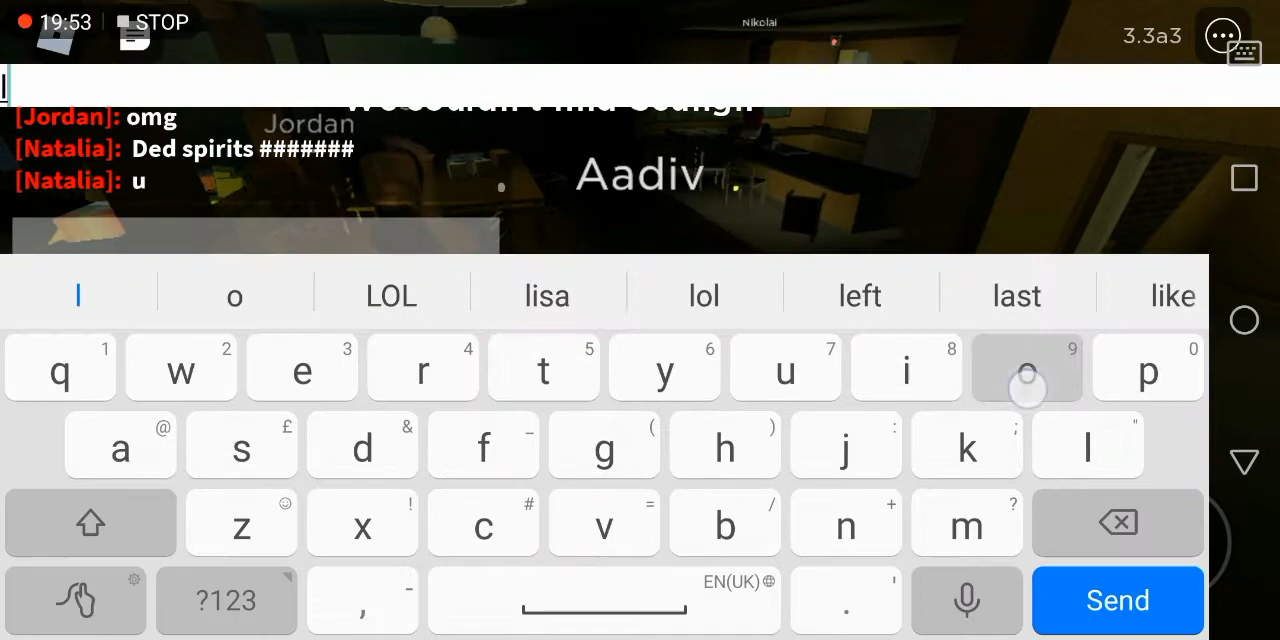 19:53 STOP
Nikolai
3.3a3
l
[Jordan]: omg
Jordan
[Natalia]: Ded spirits #######
Aadiv
[Natalia]: u
l o LOL lisa lol left last like
q 1 w 2 e 3 r 4 t 5 y 6 u 7 i 8 o 9 p 0
a @ s £ d & f _ g ( h ) j : k ; l "
z x ! c # v = b / n + m ?
?123 , - EN(UK) . ' Send